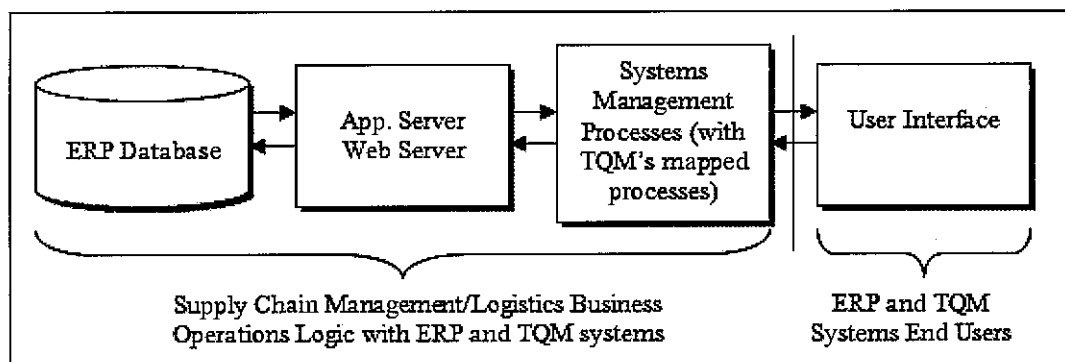 ERP Database
App. Server
Web Server
Systems
Management
Processes (with
TQM's mapped
processes)
User Interface
Supply Chain Management/Logistics Business
Operations Logic with ERP and TQM systems
ERP and TQM
Systems End Users